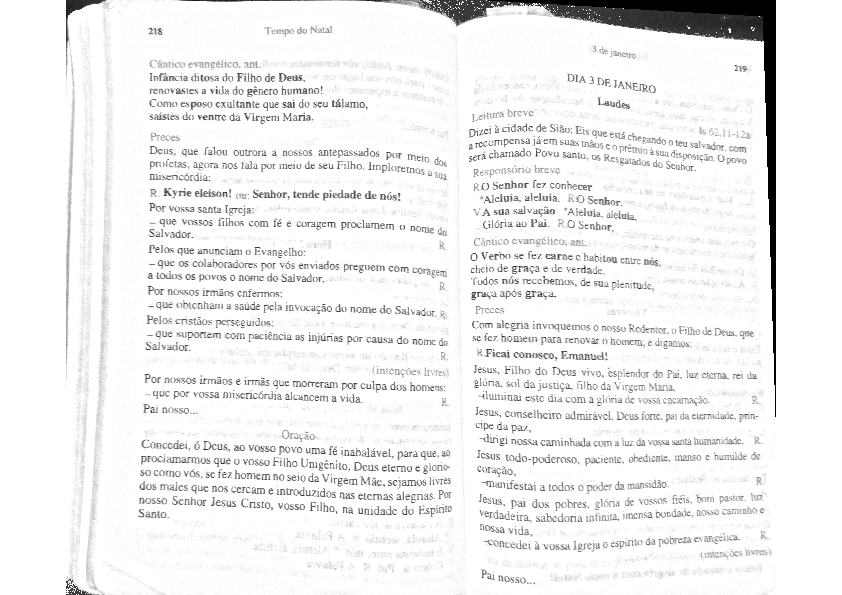 218
Tempo do Natal
Cântico evangélico, ant.
Infância ditosa do Filho de Deus,
renovastes a vida do gênero humano!
Como esposo exultante que sai do seu tálamo,
saístes do ventre da Virgem Maria.
Preces
Deus, que falou outrora a nossos antepassados por meio dos
profetas, agora nos fala por meio de seu Filho. Imploremos a sua
misericórdia:
R. Kyrie eleison! ou: Senhor, tende piedade de nós!
Por vossa santa Igreja:
– que vossos filhos com fé e coragem proclamem o nome do
Salvador. R.
Pelos que anunciam o Evangelho:
– que os colaboradores por vós enviados preguem com coragem
a todos os povos o nome do Salvador. R.
Por nossos irmãos enfermos:
– que obtenham a saúde pela invocação do nome do Salvador. R.
Pelos cristãos perseguidos:
– que suportem com paciência as injúrias por causa do nome do
Salvador. R.
(intenções livres)
Por nossos irmãos e irmãs que morreram por culpa dos homens:
– que por vossa misericórdia alcancem a vida. R.
Pai nosso...
Oração
Concedei, ó Deus, ao vosso povo uma fé inabalável, para que, ao
proclamarmos que o vosso Filho Unigênito, Deus eterno e glorio-
so como vós, se fez homem no seio da Virgem Mãe, sejamos livres
dos males que nos cercam e introduzidos nas eternas alegrias. Por
nosso Senhor Jesus Cristo, vosso Filho, na unidade do Espírito
Santo.
3 de janeiro
219
DIA 3 DE JANEIRO
Laudes
Leitura breve Is 62,11-12a
Dizei à cidade de Sião: Eis que está chegando o teu salvador, com
a recompensa já em suas mãos e o prêmio à sua disposição. O povo
será chamado Povo santo, os Resgatados do Senhor.
Responsório breve
R.O Senhor fez conhecer
*Aleluia, aleluia. R.O Senhor.
V.A sua salvação *Aleluia, aleluia.
Glória ao Pai. R.O Senhor.
Cântico evangélico, ant.
O Verbo se fez carne e habitou entre nós,
cheio de graça e de verdade.
Todos nós recebemos, de sua plenitude,
graça após graça.
Preces
Com alegria invoquemos o nosso Redentor, o Filho de Deus, que
se fez homem para renovar o homem; e digamos:
R.Ficai conosco, Emanuel!
Jesus, Filho do Deus vivo, esplendor do Pai, luz eterna, rei da
glória, sol da justiça, filho da Virgem Maria,
–iluminai este dia com a glória de vossa encarnação. R.
Jesus, conselheiro admirável, Deus forte, pai da eternidade, prín-
cipe da paz,
–dirigi nossa caminhada com a luz da vossa santa humanidade. R.
Jesus todo-poderoso, paciente, obediente, manso e humilde de
coração,
–manifestai a todos o poder da mansidão. R.
Jesus, pai dos pobres, glória de vossos fiéis, bom pastor, luz
verdadeira, sabedoria infinita, imensa bondade, nosso caminho e
nossa vida,
–concedei à vossa Igreja o espírito da pobreza evangélica. R.
(intenções livres)
Pai nosso...